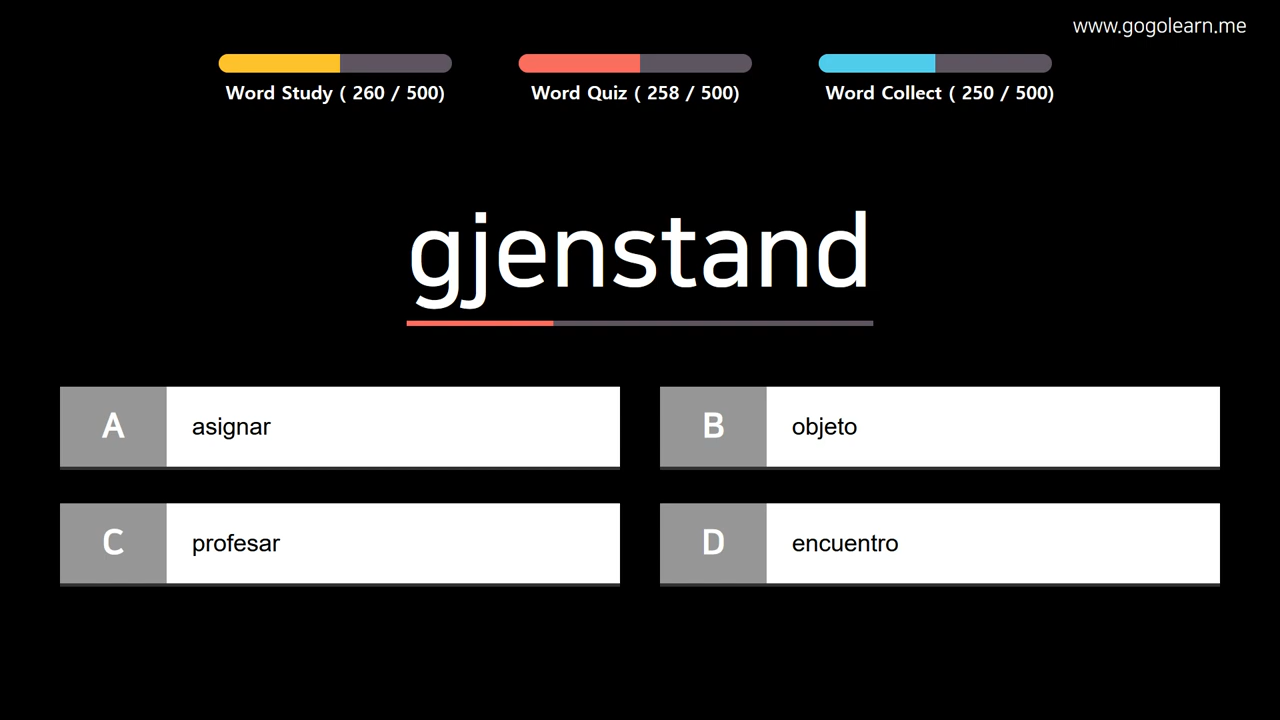 www.gogolearn.me
Word Study ( 260 / 500)
Word Quiz ( 258 / 500)
Word Collect ( 250 / 500)
gjenstand
A asignar
B objeto
C profesar
D encuentro